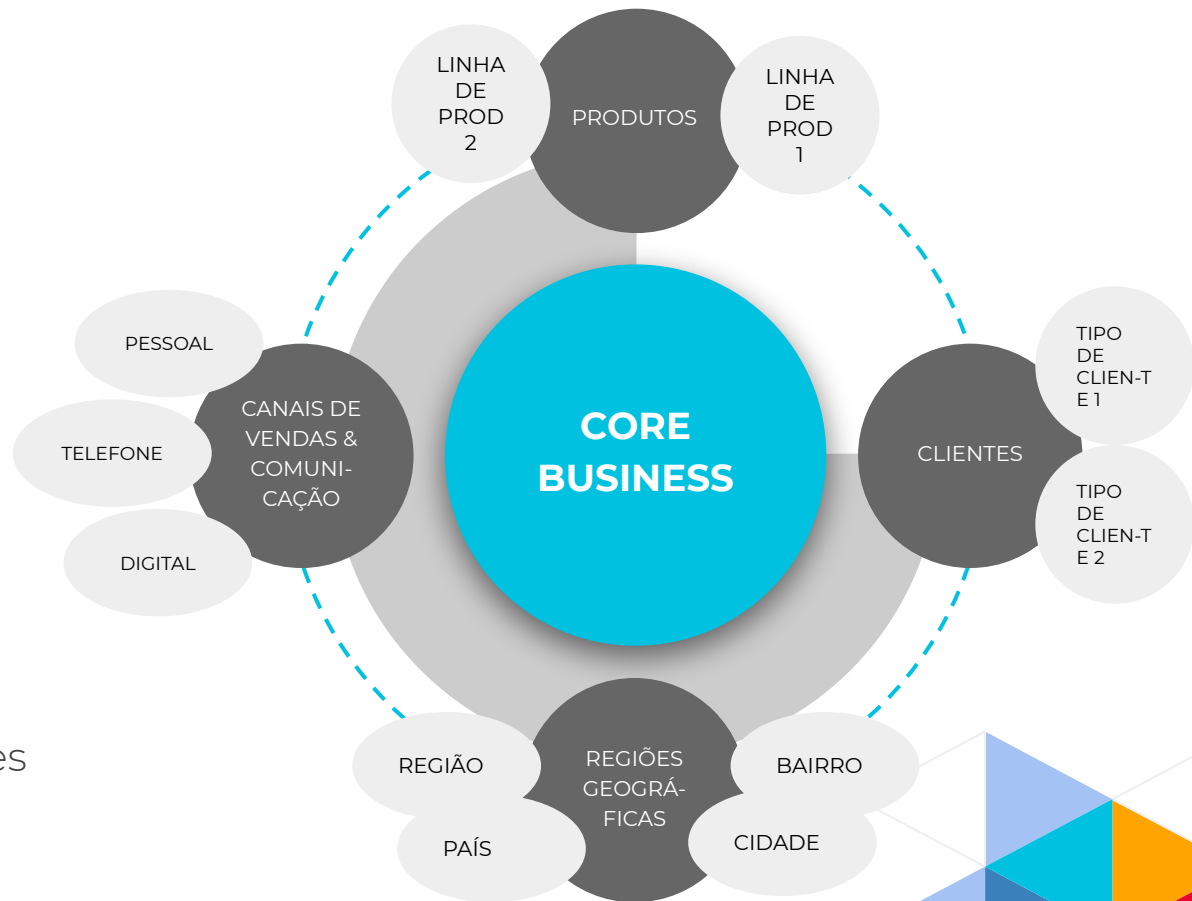 LINHA
DE
PROD
2
PRODUTOS
LINHA
DE
PROD
1
PESSOAL
TELEFONE
DIGITAL
CANAIS DE
VENDAS &
COMUNI-
CAÇÃO
CORE
BUSINESS
CLIENTES
TIPO
DE
CLIEN-T
E 1
TIPO
DE
CLIEN-T
E 2
es
REGIÃO
PAÍS
REGIÕES
GEOGRÁ-
FICAS
BAIRRO
CIDADE